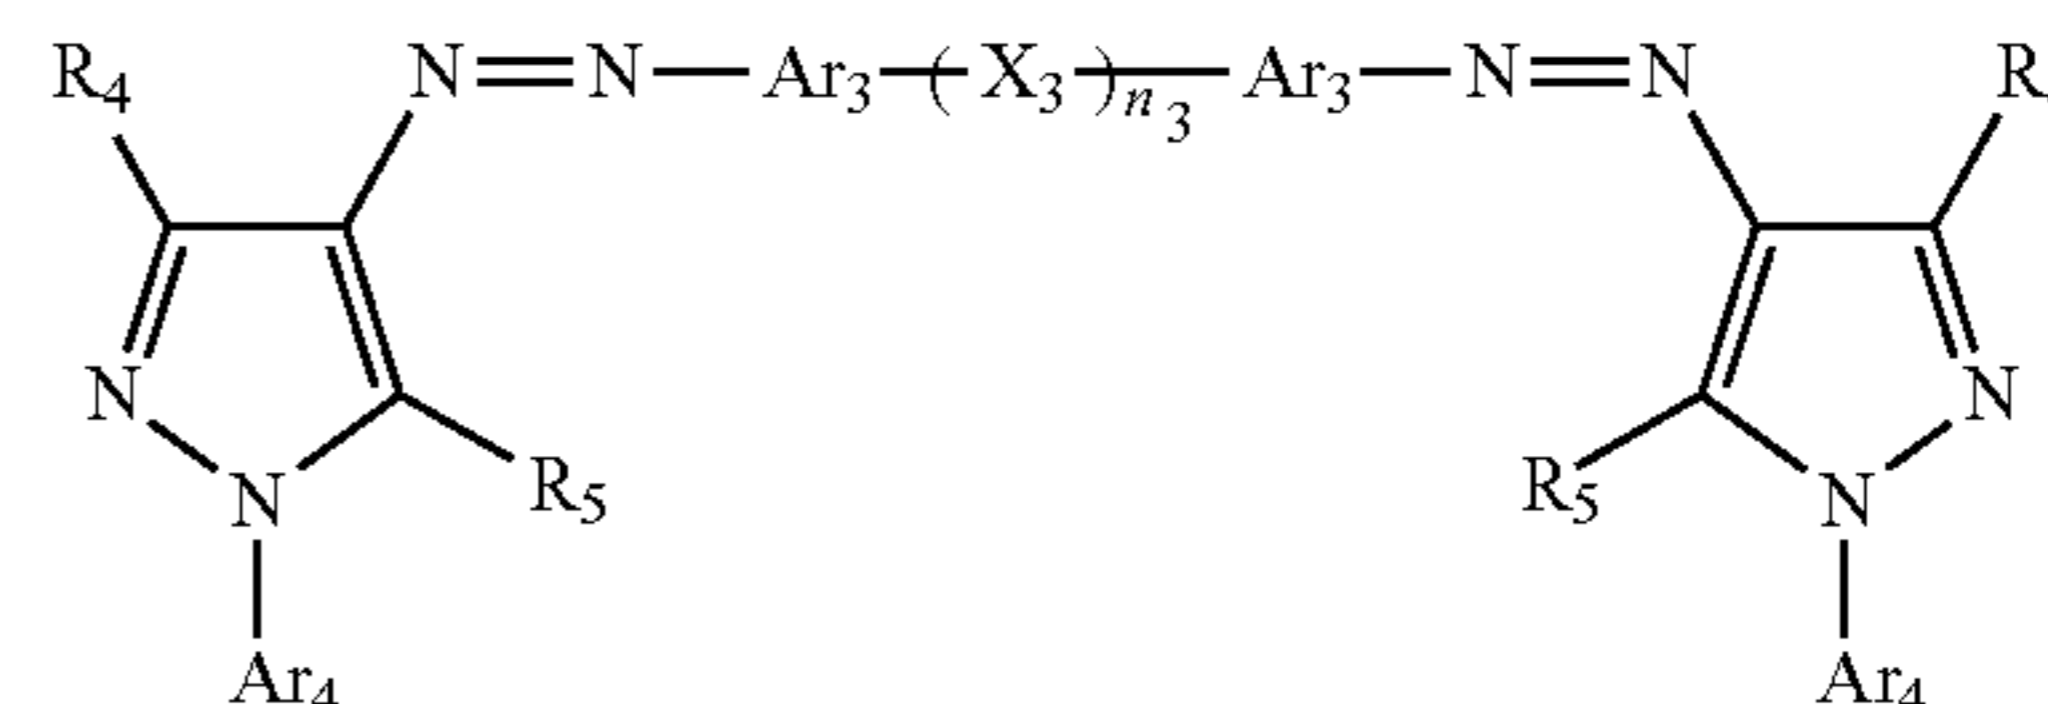 R₄ N=N—Ar₃—(X₃)ₙ₃—Ar₃—N=N R
N N
R₅ R₅
N N
Ar₄ Ar₄